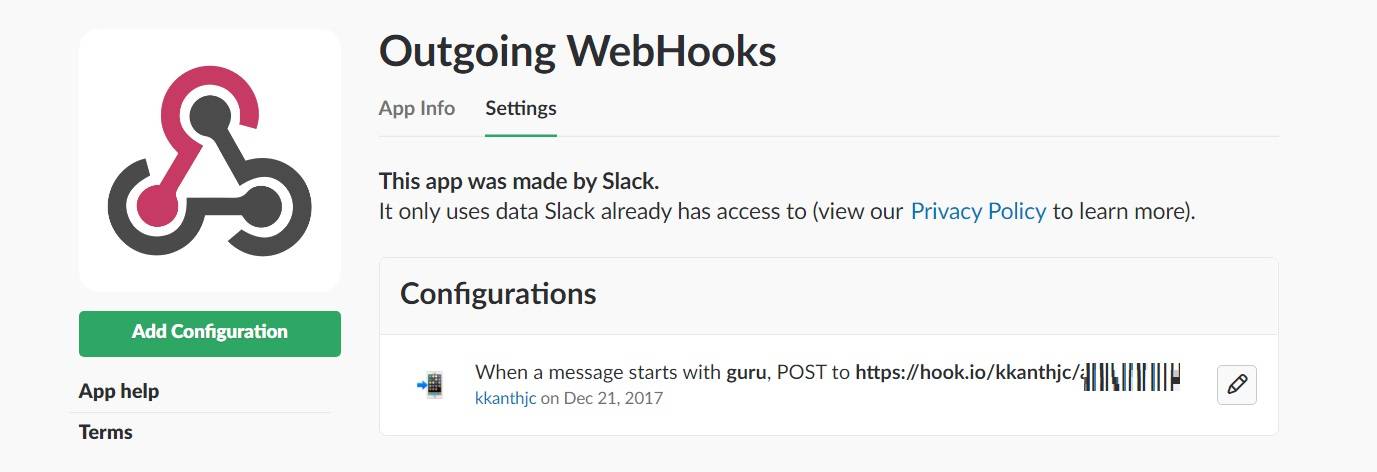 Outgoing WebHooks
App Info
Settings
This app was made by Slack.
It only uses data Slack already has access to (view our Privacy Policy to learn more).
Add Configuration
App help
Terms
Configurations
When a message starts with guru, POST to https://hook.io/kkanthjc/
kkanthjc on Dec 21, 2017